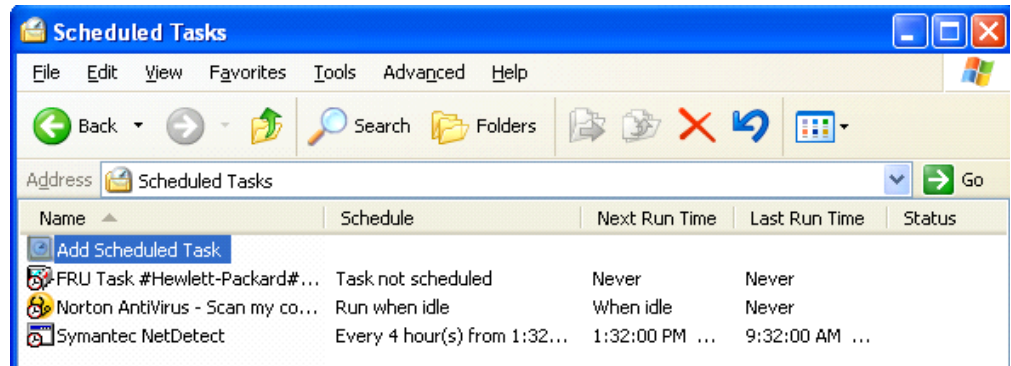 Scheduled Tasks
File Edit View Favorites Tools Advanced Help
Back Search Folders
Address Scheduled Tasks Go
Name Schedule Next Run Time Last Run Time Status
Add Scheduled Task
FRU Task #Hewlett-Packard#... Task not scheduled Never Never
Norton AntiVirus - Scan my co... Run when idle When idle Never
Symantec NetDetect Every 4 hour(s) from 1:32... 1:32:00 PM ... 9:32:00 AM ...